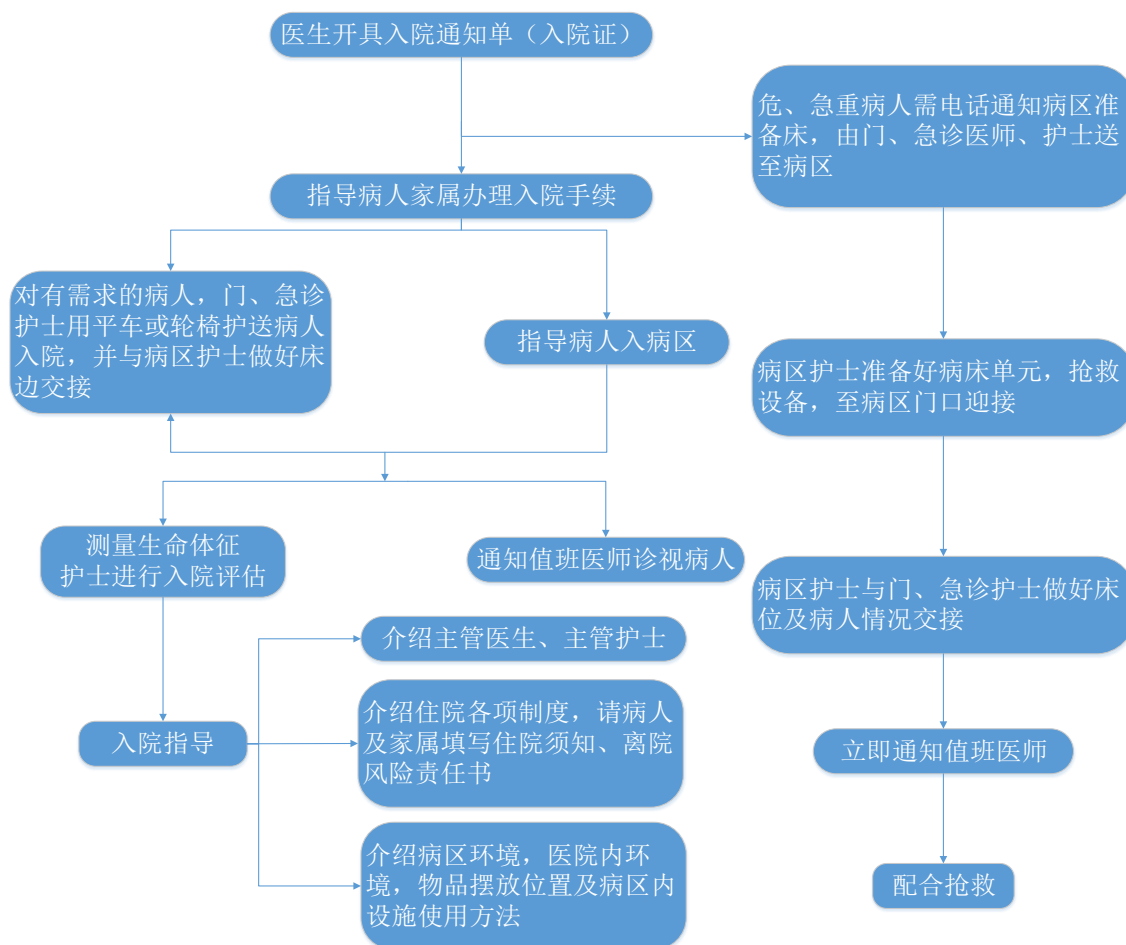 医生开具入院通知单（入院证）
危、急重病人需电话通知病区准
备床，由门、急诊医师、护士送
至病区
指导病人家属办理入院手续
对有需求的病人，门、急诊
护士用平车或轮椅护送病人
入院，并与病区护士做好床
边交接
指导病人入病区
病区护士准备好病床单元，抢救
设备，至病区门口迎接
测量生命体征
护士进行入院评估
通知值班医师诊视病人
病区护士与门、急诊护士做好床
位及病人情况交接
介绍主管医生、主管护士
入院指导
介绍住院各项制度，请病人
及家属填写住院须知、离院
风险责任书
立即通知值班医师
介绍病区环境，医院内环
境，物品摆放位置及病区内
设施使用方法
配合抢救